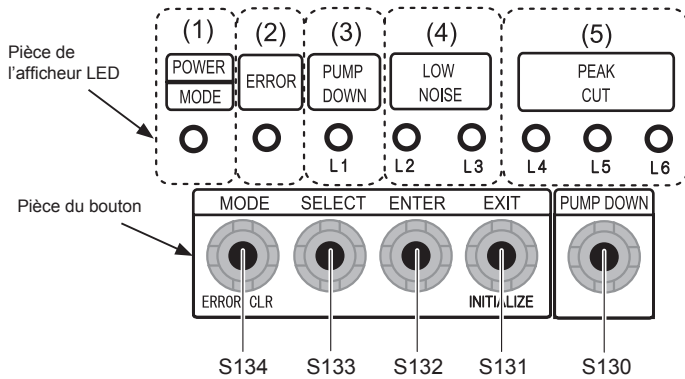 (1) (2) (3) (4) (5)
Pièce de
l'afficheur LED
POWER
MODE
ERROR
PUMP
DOWN
LOW
NOISE
PEAK
CUT
L1 L2 L3 L4 L5 L6
Pièce du bouton
MODE SELECT ENTER EXIT PUMP DOWN
ERROR CLR INITIALIZE
S134 S133 S132 S131 S130